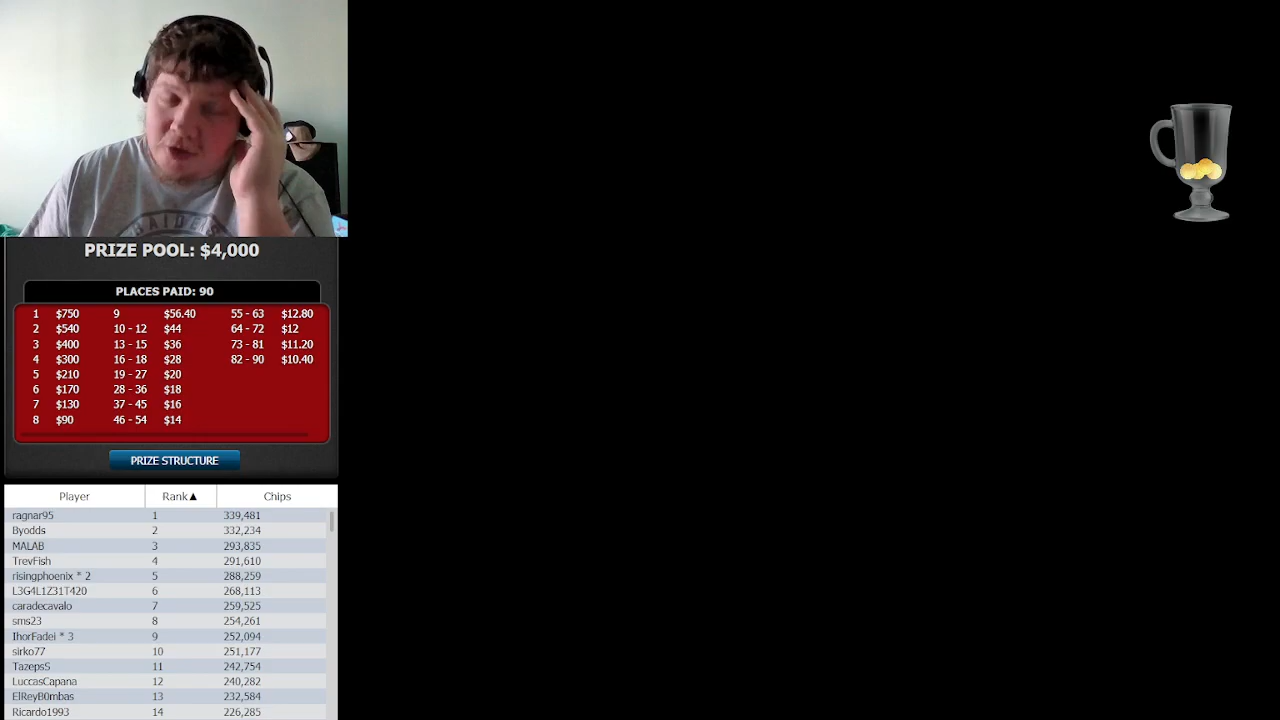 RAIDERS
PRIZE POOL: $4,000
PLACES PAID: 90
1 $750 9 $56.40 55 - 63 $12.80
2 $540 10 - 12 $44 64 - 72 $12
3 $400 13 - 15 $36 73 - 81 $11.20
4 $300 16 - 18 $28 82 - 90 $10.40
5 $210 19 - 27 $20
6 $170 28 - 36 $18
7 $130 37 - 45 $16
8 $90 46 - 54 $14
PRIZE STRUCTURE
Player Rank▲ Chips
ragnar95 1 339,481
Byodds 2 332,234
MALAB 3 293,835
TrevFish 4 291,610
risingphoenix * 2 5 288,259
L3G4L1Z31T420 6 268,113
caradecavalo 7 259,525
sms23 8 254,261
IhorFadei * 3 9 252,094
sirko77 10 251,177
TazepsS 11 242,754
LuccasCapana 12 240,282
ElReyB0mbas 13 232,584
Ricardo1993 14 226,285